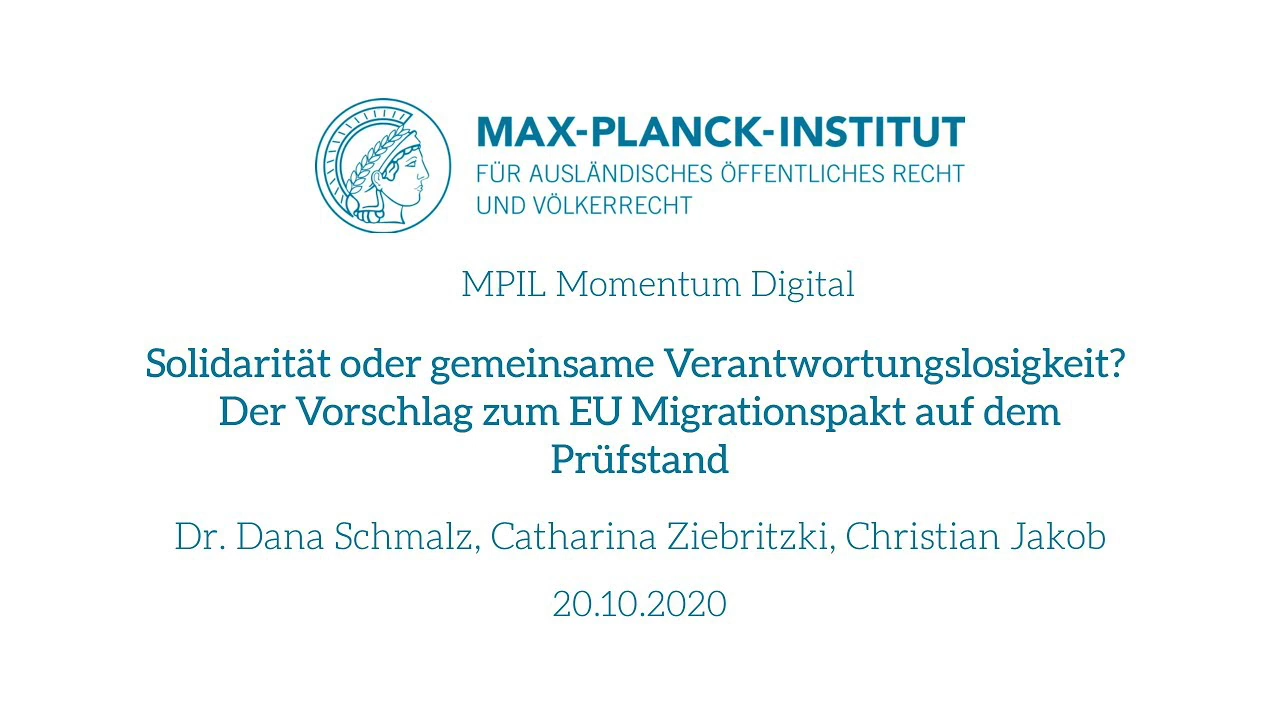 MAX-PLANCK-INSTITUT
FÜR AUSLÄNDISCHES ÖFFENTLICHES RECHT
UND VÖLKERRECHT
MPIL Momentum Digital
Solidarität oder gemeinsame Verantwortungslosigkeit?
Der Vorschlag zum EU Migrationspakt auf dem
Prüfstand
Dr. Dana Schmalz, Catharina Ziebritzki, Christian Jakob
20.10.2020